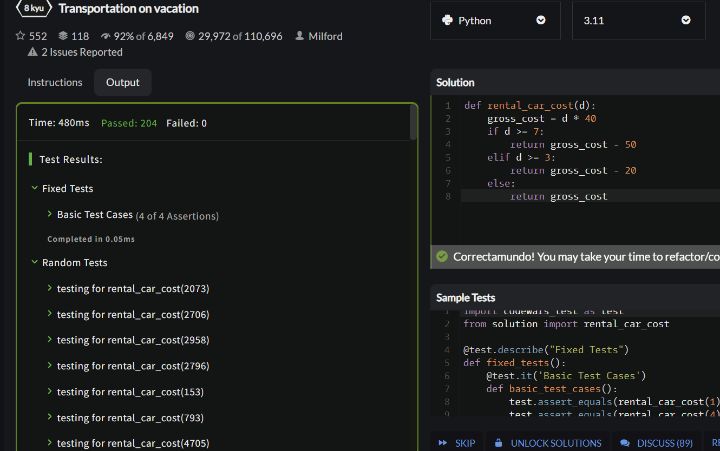 8 kyu
Transportation on vacation
552 118 92% of 6,849 29,972 of 110,696 Milford
2 Issues Reported
Instructions Output
Time: 480ms Passed: 204 Failed: 0
Test Results:
Fixed Tests
Basic Test Cases (4 of 4 Assertions)
Completed in 0.05ms
Random Tests
testing for rental_car_cost(2073)
testing for rental_car_cost(2706)
testing for rental_car_cost(2958)
testing for rental_car_cost(2796)
testing for rental_car_cost(153)
testing for rental_car_cost(793)
testing for rental_car_cost(4705)
Python 3.11
Solution
1 def rental_car_cost(d):
2 gross_cost = d * 40
3 if d >= 7:
4 return gross_cost - 50
5 elif d >= 3:
6 return gross_cost - 20
7 else:
8 return gross_cost
Correctamundo! You may take your time to refactor/co
Sample Tests
1 import codewars_test as test
2 from solution import rental_car_cost
3
4 @test.describe("Fixed Tests")
5 def fixed_tests():
6 @test.it('Basic Test Cases')
7 def basic_test_cases():
8 test.assert_equals(rental_car_cost(1)
9 test.assert_equals(rental_car_cost(4)
SKIP UNLOCK SOLUTIONS DISCUSS (89) RE